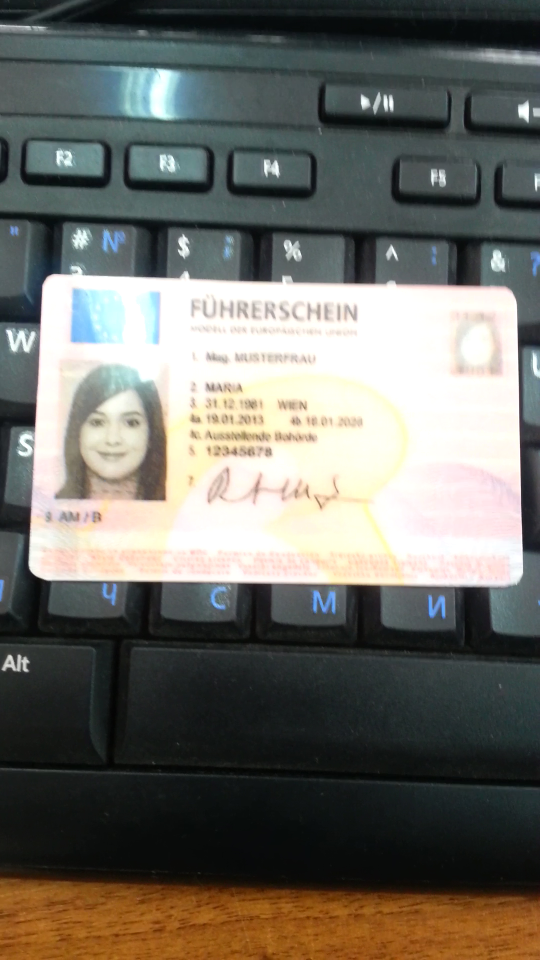 F2 F3 F4 F5
# № $ % ^ : &
W
FÜHRERSCHEIN
MODELL DER EUROPÄISCHEN UNION
1. Mag. MUSTERFRAU
2. MARIA
3. 31.12.1981 WIEN
4a. 19.01.2013 4b. 18.01.2028
4c. Ausstellende Behörde
5. 12345678
7.
9. AM / B
S
Ч С М И
Alt